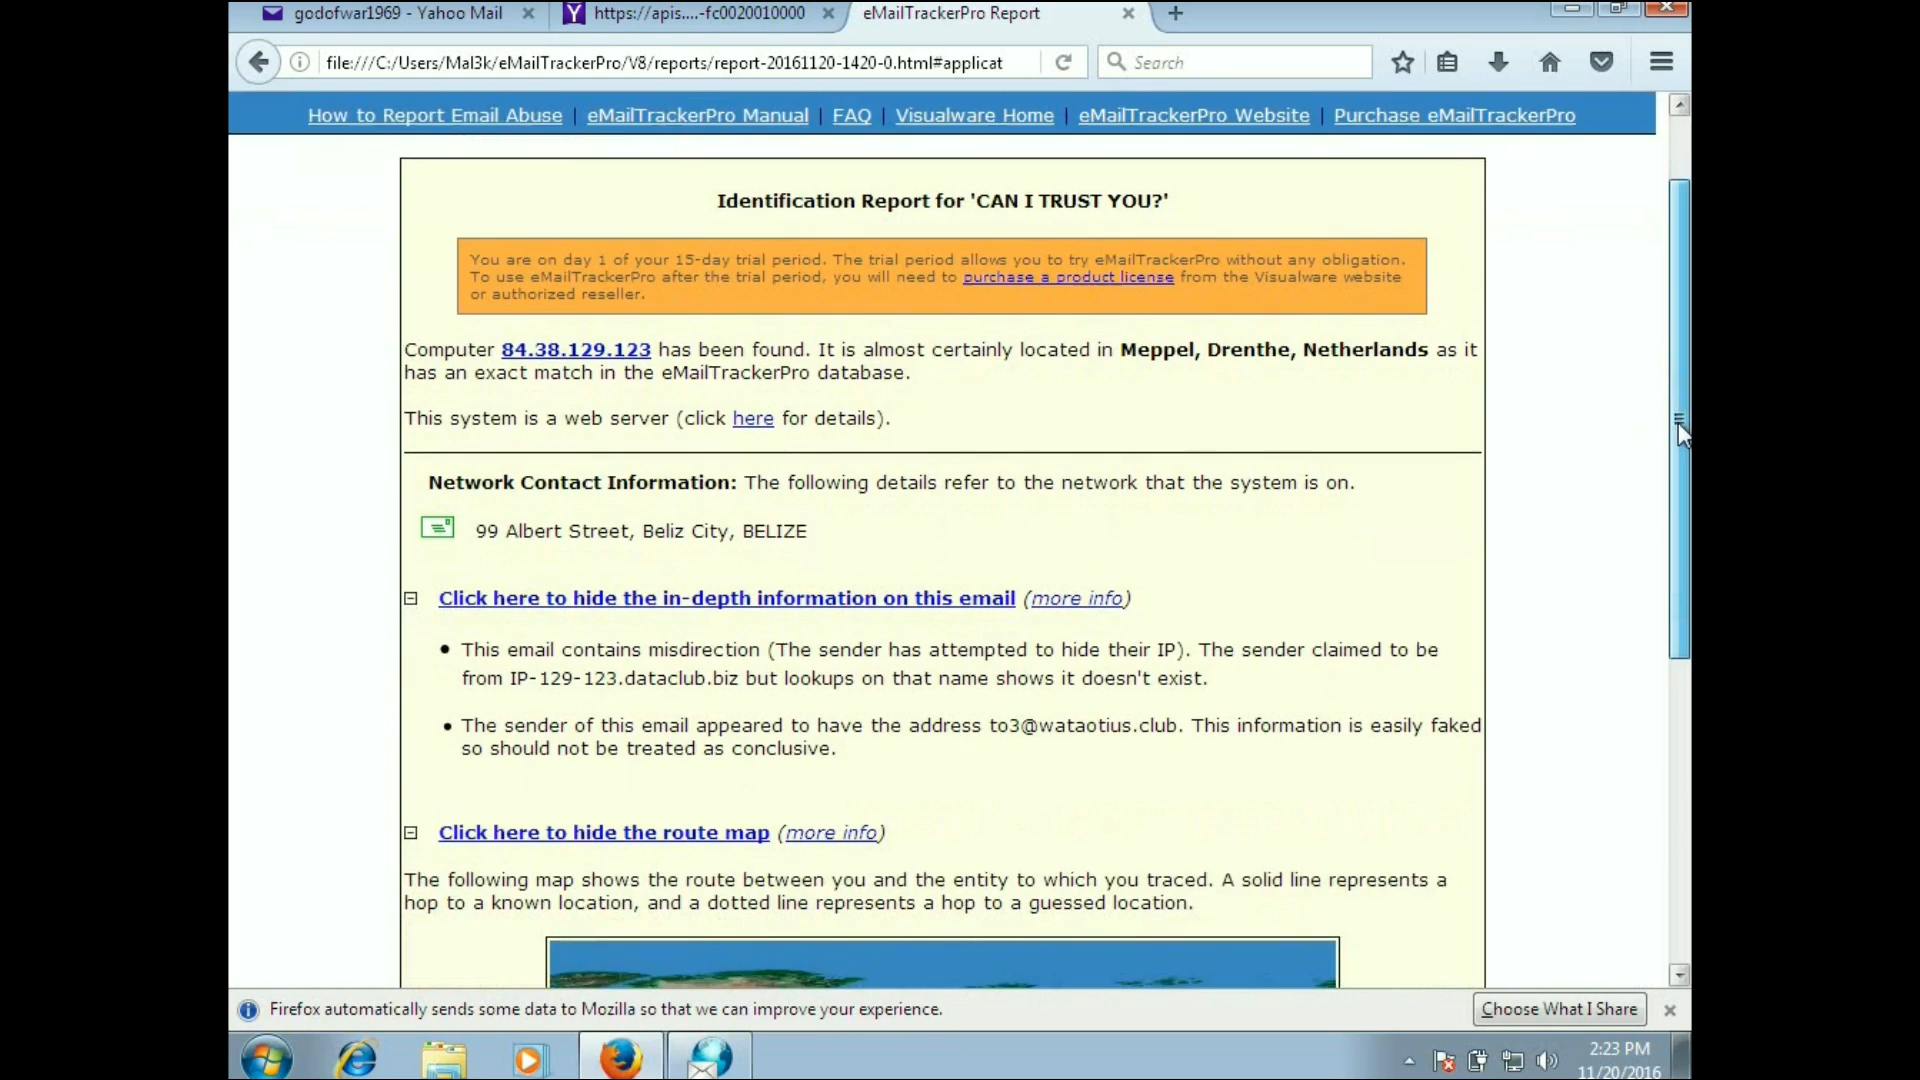 godofwar1969 - Yahoo Mail
https://apis....-fc0020010000
eMailTrackerPro Report
file:///C:/Users/Mal3k/eMailTrackerPro/V8/reports/report-20161120-1420-0.html#applicat
Search
How to Report Email Abuse | eMailTrackerPro Manual | FAQ | Visualware Home | eMailTrackerPro Website | Purchase eMailTrackerPro
Identification Report for 'CAN I TRUST YOU?'
You are on day 1 of your 15-day trial period. The trial period allows you to try eMailTrackerPro without any obligation.
To use eMailTrackerPro after the trial period, you will need to purchase a product license from the Visualware website
or authorized reseller.
Computer 84.38.129.123 has been found. It is almost certainly located in Meppel, Drenthe, Netherlands as it
has an exact match in the eMailTrackerPro database.
This system is a web server (click here for details).
Network Contact Information: The following details refer to the network that the system is on.
99 Albert Street, Beliz City, BELIZE
Click here to hide the in-depth information on this email (more info)
• This email contains misdirection (The sender has attempted to hide their IP). The sender claimed to be
from IP-129-123.dataclub.biz but lookups on that name shows it doesn't exist.
• The sender of this email appeared to have the address to3@wataotius.club. This information is easily faked
so should not be treated as conclusive.
Click here to hide the route map (more info)
The following map shows the route between you and the entity to which you traced. A solid line represents a
hop to a known location, and a dotted line represents a hop to a guessed location.
Firefox automatically sends some data to Mozilla so that we can improve your experience.
Choose What I Share
2:23 PM
11/20/2016